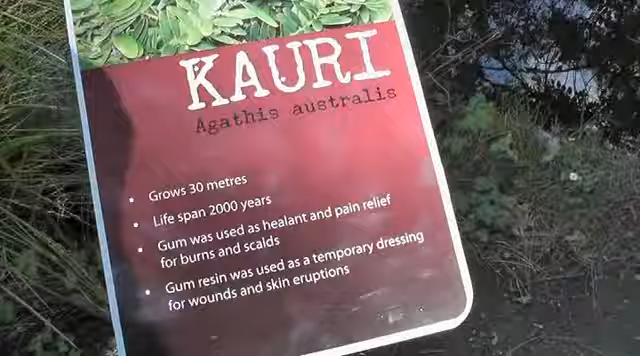 KAURI
Agathis australis
• Grows 30 metres
• Life span 2000 years
• Gum was used as healant and pain relief
for burns and scalds
• Gum resin was used as a temporary dressing
for wounds and skin eruptions